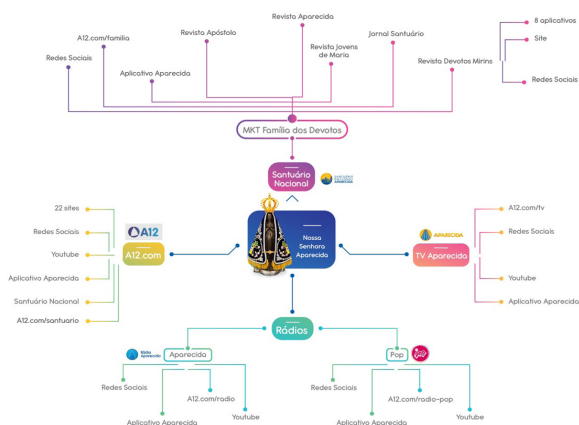 Revista Aparecida
8 aplicativos
Revista Apóstolo
Jornal Santuário
A12.com/familia
Site
Revista Jovens
de Maria
Redes Sociais
Revista Devotos Mirins
Aplicativo Aparecida
Redes Sociais
MKT Família dos Devotos
Santuário
Nacional
22 sites
A12.com/tv
Redes Sociais
A12
A12.com
Youtube
Aplicativo Aparecida
Santuário Nacional
A12.com/santuario
Nossa
Senhora
Aparecida
APARECIDA
TV Aparecida
Redes Sociais
Youtube
Aplicativo Aparecida
Rádios
Rádio
Aparecida
Aparecida
Pop
Redes Sociais
A12.com/radio
Aplicativo Aparecida
Youtube
Redes Sociais
A12.com/radio-pop
Aplicativo Aparecida
Youtube